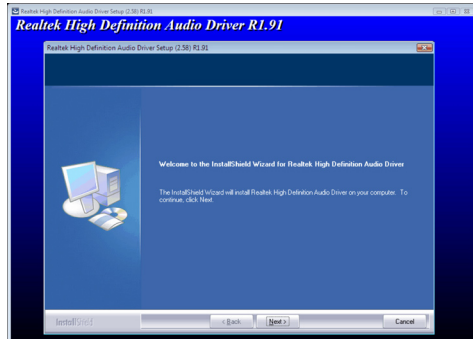 Realtek High Definition Audio Driver Setup (2.58) R1.91
Realtek High Definition Audio Driver R1.91
Realtek High Definition Audio Driver Setup (2.58) R1.91
Welcome to the InstallShield Wizard for Realtek High Definition Audio Driver
The InstallShield Wizard will install Realtek High Definition Audio Driver on your computer. To
continue, click Next.
InstallShield
< Back Next > Cancel